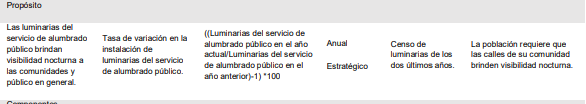 Propósito
Las luminarias del
servicio de alumbrado
público brindan
visibilidad nocturna a
las comunidades y
público en general.
Tasa de variación en la
instalación de
luminarias del servicio
de alumbrado público.
((Luminarias del servicio de
alumbrado público en el año
actual/Luminarias del servicio
de alumbrado público en el
año anterior)-1) *100
Anual
Estratégico
Censo de
luminarias de los
dos últimos años.
La población requiere que
las calles de su comunidad
brinden visibilidad nocturna.
Componentes